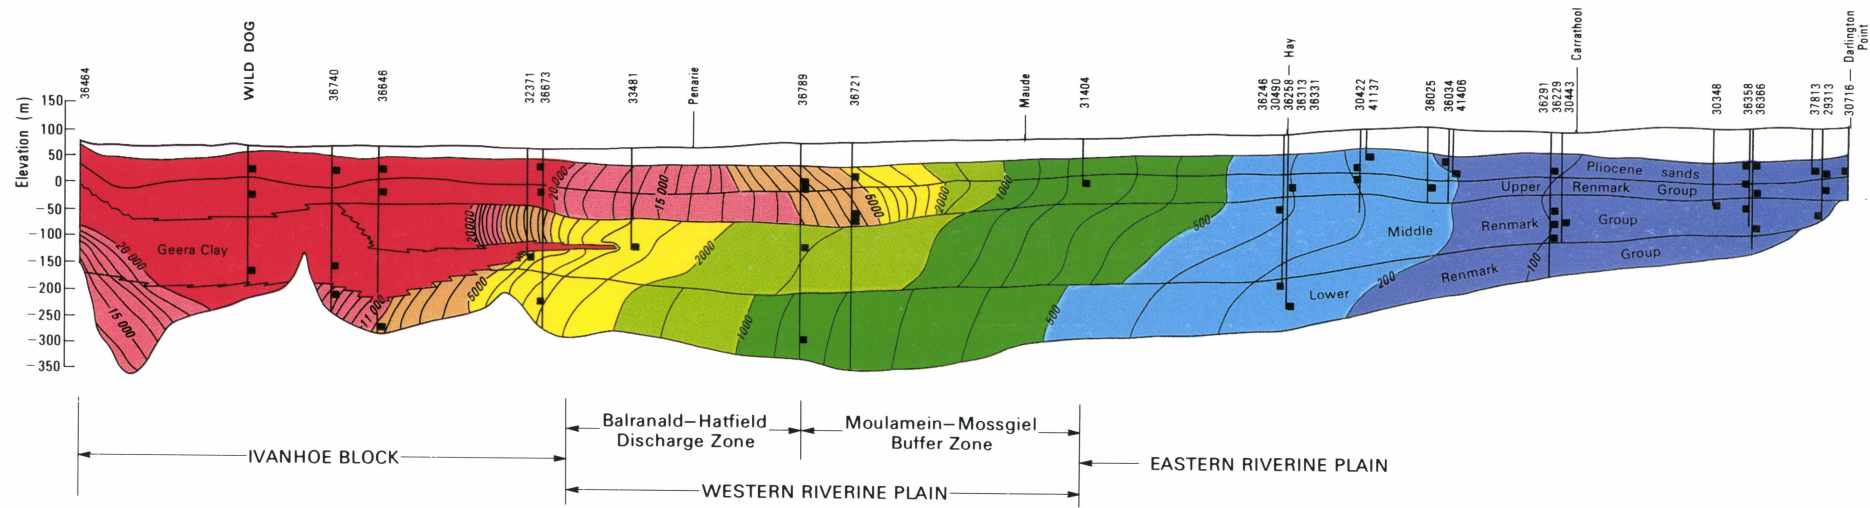 36464
WILD DOG
36740
36646
32371
36673
33481
Penarie
36789
36721
Maude
31404
36246
30490
36258 — Hay
36313
36331
30422
41137
36025
36034
41406
36291
36229
30443
Carrathool
30348
36358
36366
37813
29313
30716 — Darlington
Point
Elevation (m)
150
100
50
0
-50
-100
-150
-200
-250
-300
-350
Geera Clay
20 000
-15 000
-11 000
5000
20000
20 000
-15 000
5000
2000
1000
2000
1000
500
500
200
-100
Pliocene sands
Upper Renmark Group
Middle Renmark Group
Lower Renmark Group
Balranald–Hatfield
Discharge Zone
Moulamein–Mossgiel
Buffer Zone
IVANHOE BLOCK
EASTERN RIVERINE PLAIN
WESTERN RIVERINE PLAIN